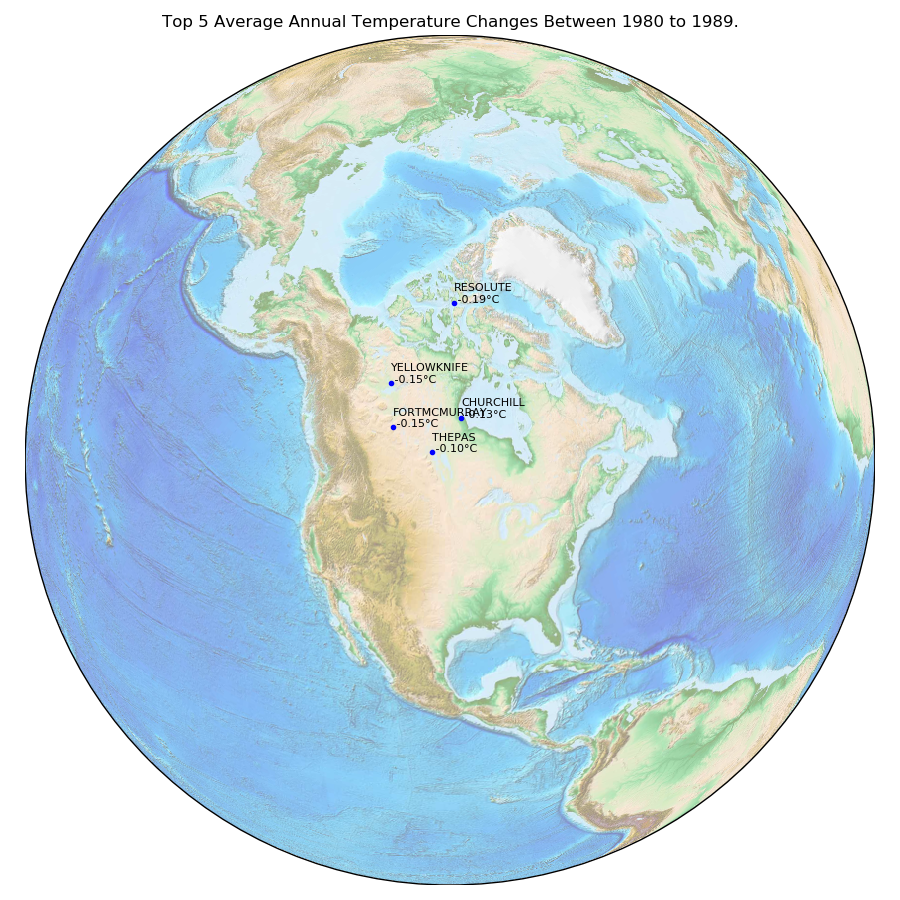 Top 5 Average Annual Temperature Changes Between 1980 to 1989.
RESOLUTE
-0.19°C
YELLOWKNIFE
-0.15°C
CHURCHILL
-0.13°C
FORTMCMURRAY
-0.15°C
THEPAS
-0.10°C